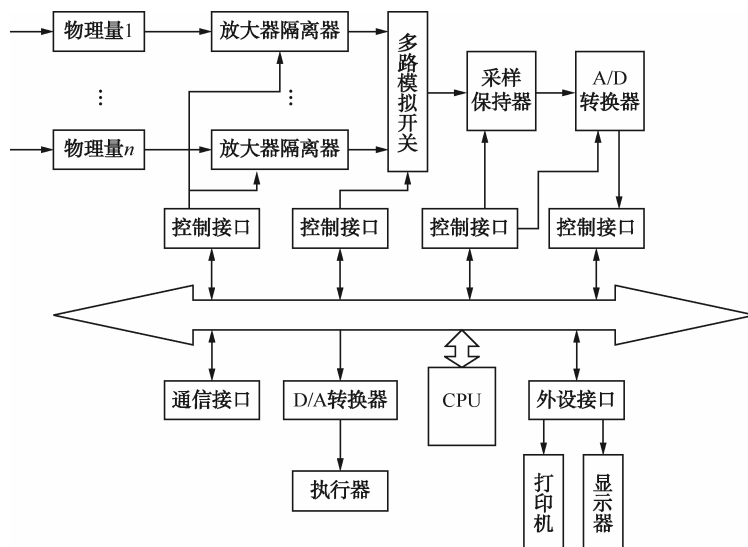 物理量1
放大器隔离器
多路模拟开关
采样
保持器
A/D
转换器
⋮
⋮
物理量n
放大器隔离器
控制接口
控制接口
控制接口
控制接口
通信接口
D/A转换器
CPU
外设接口
执行器
打印机
显示器